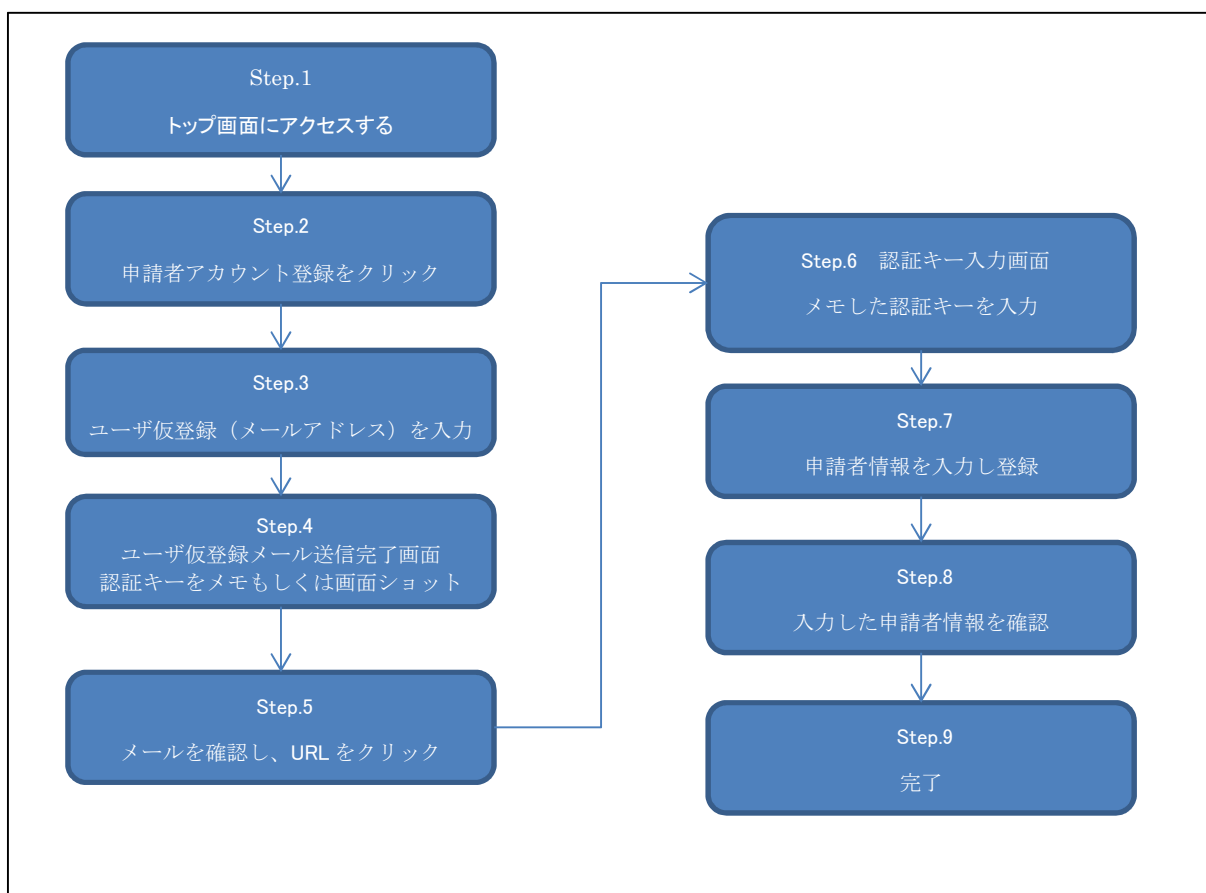 Step.1
トップ画面にアクセスする
Step.2
申請者アカウント登録をクリック
Step.3
ユーザ仮登録（メールアドレス）を入力
Step.4
ユーザ仮登録メール送信完了画面
認証キーをメモもしくは画面ショット
Step.5
メールを確認し、URL をクリック
Step.6　認証キー入力画面
メモした認証キーを入力
Step.7
申請者情報を入力し登録
Step.8
入力した申請者情報を確認
Step.9
完了